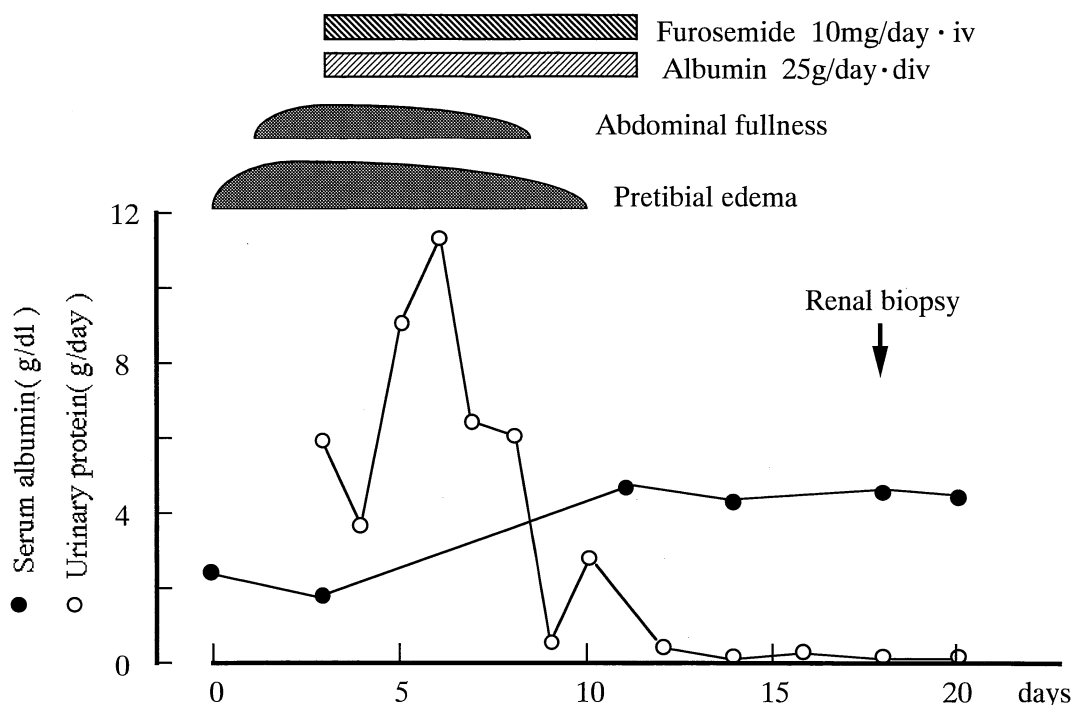 Furosemide 10mg/day・iv
Albumin 25g/day・div
Abdominal fullness
Pretibial edema
12
8
4
0
Serum albumin( g/dl )
Urinary protein( g/day )
Renal biopsy
0 5 10 15 20 days